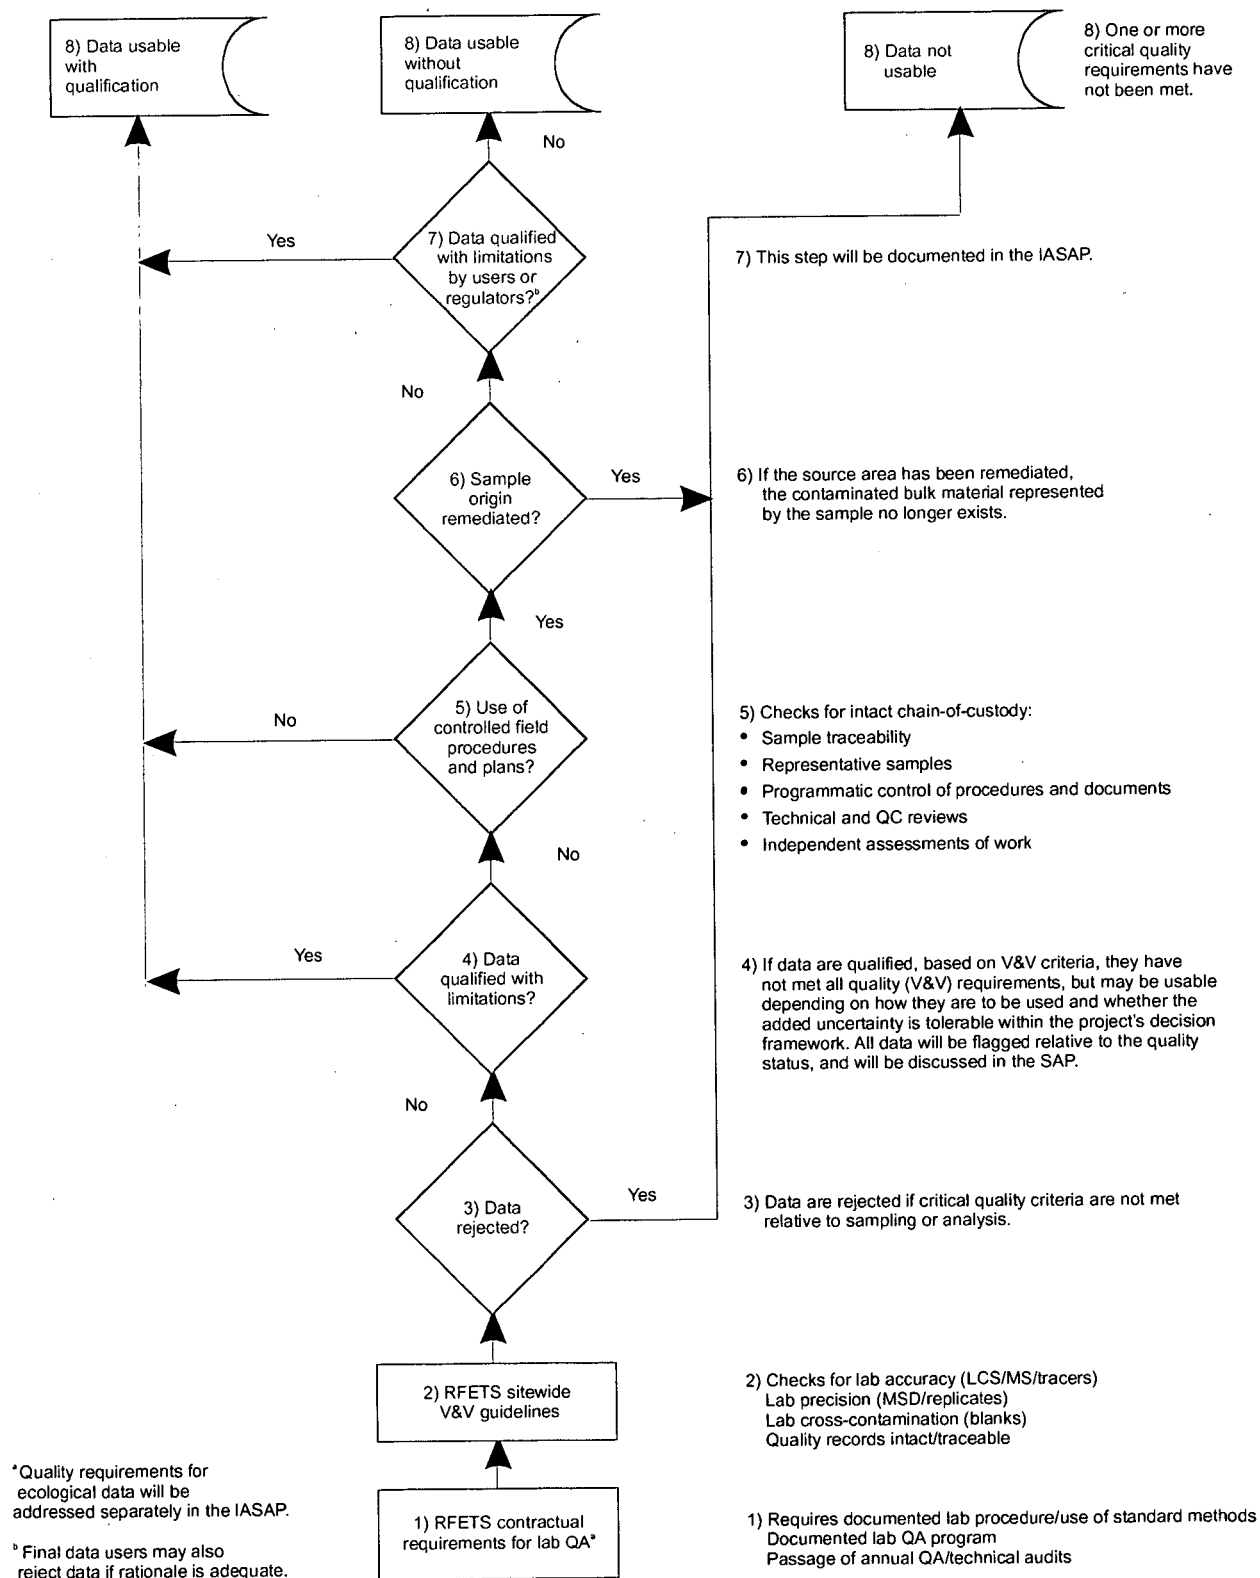 8) Data usable
with
qualification
8) Data usable
without
qualification
8) Data not
usable
8) One or more
critical quality
requirements have
not been met.
No
Yes
7) Data qualified
with limitations
by users or
regulators?ᵇ
7) This step will be documented in the IASAP.
No
6) Sample
origin
remediated?
Yes
6) If the source area has been remediated,
the contaminated bulk material represented
by the sample no longer exists.
Yes
5) Use of
controlled field
procedures
and plans?
No
5) Checks for intact chain-of-custody:
• Sample traceability
• Representative samples
• Programmatic control of procedures and documents
• Technical and QC reviews
• Independent assessments of work
No
Yes
4) Data
qualified with
limitations?
4) If data are qualified, based on V&V criteria, they have
not met all quality (V&V) requirements, but may be usable
depending on how they are to be used and whether the
added uncertainty is tolerable within the project's decision
framework. All data will be flagged relative to the quality
status, and will be discussed in the SAP.
No
3) Data
rejected?
Yes
3) Data are rejected if critical quality criteria are not met
relative to sampling or analysis.
2) RFETS sitewide
V&V guidelines
2) Checks for lab accuracy (LCS/MS/tracers)
Lab precision (MSD/replicates)
Lab cross-contamination (blanks)
Quality records intact/traceable
ᵃQuality requirements for
ecological data will be
addressed separately in the IASAP.
1) RFETS contractual
requirements for lab QAᵃ
1) Requires documented lab procedure/use of standard methods
Documented lab QA program
Passage of annual QA/technical audits
ᵇ Final data users may also
reject data if rationale is adequate.